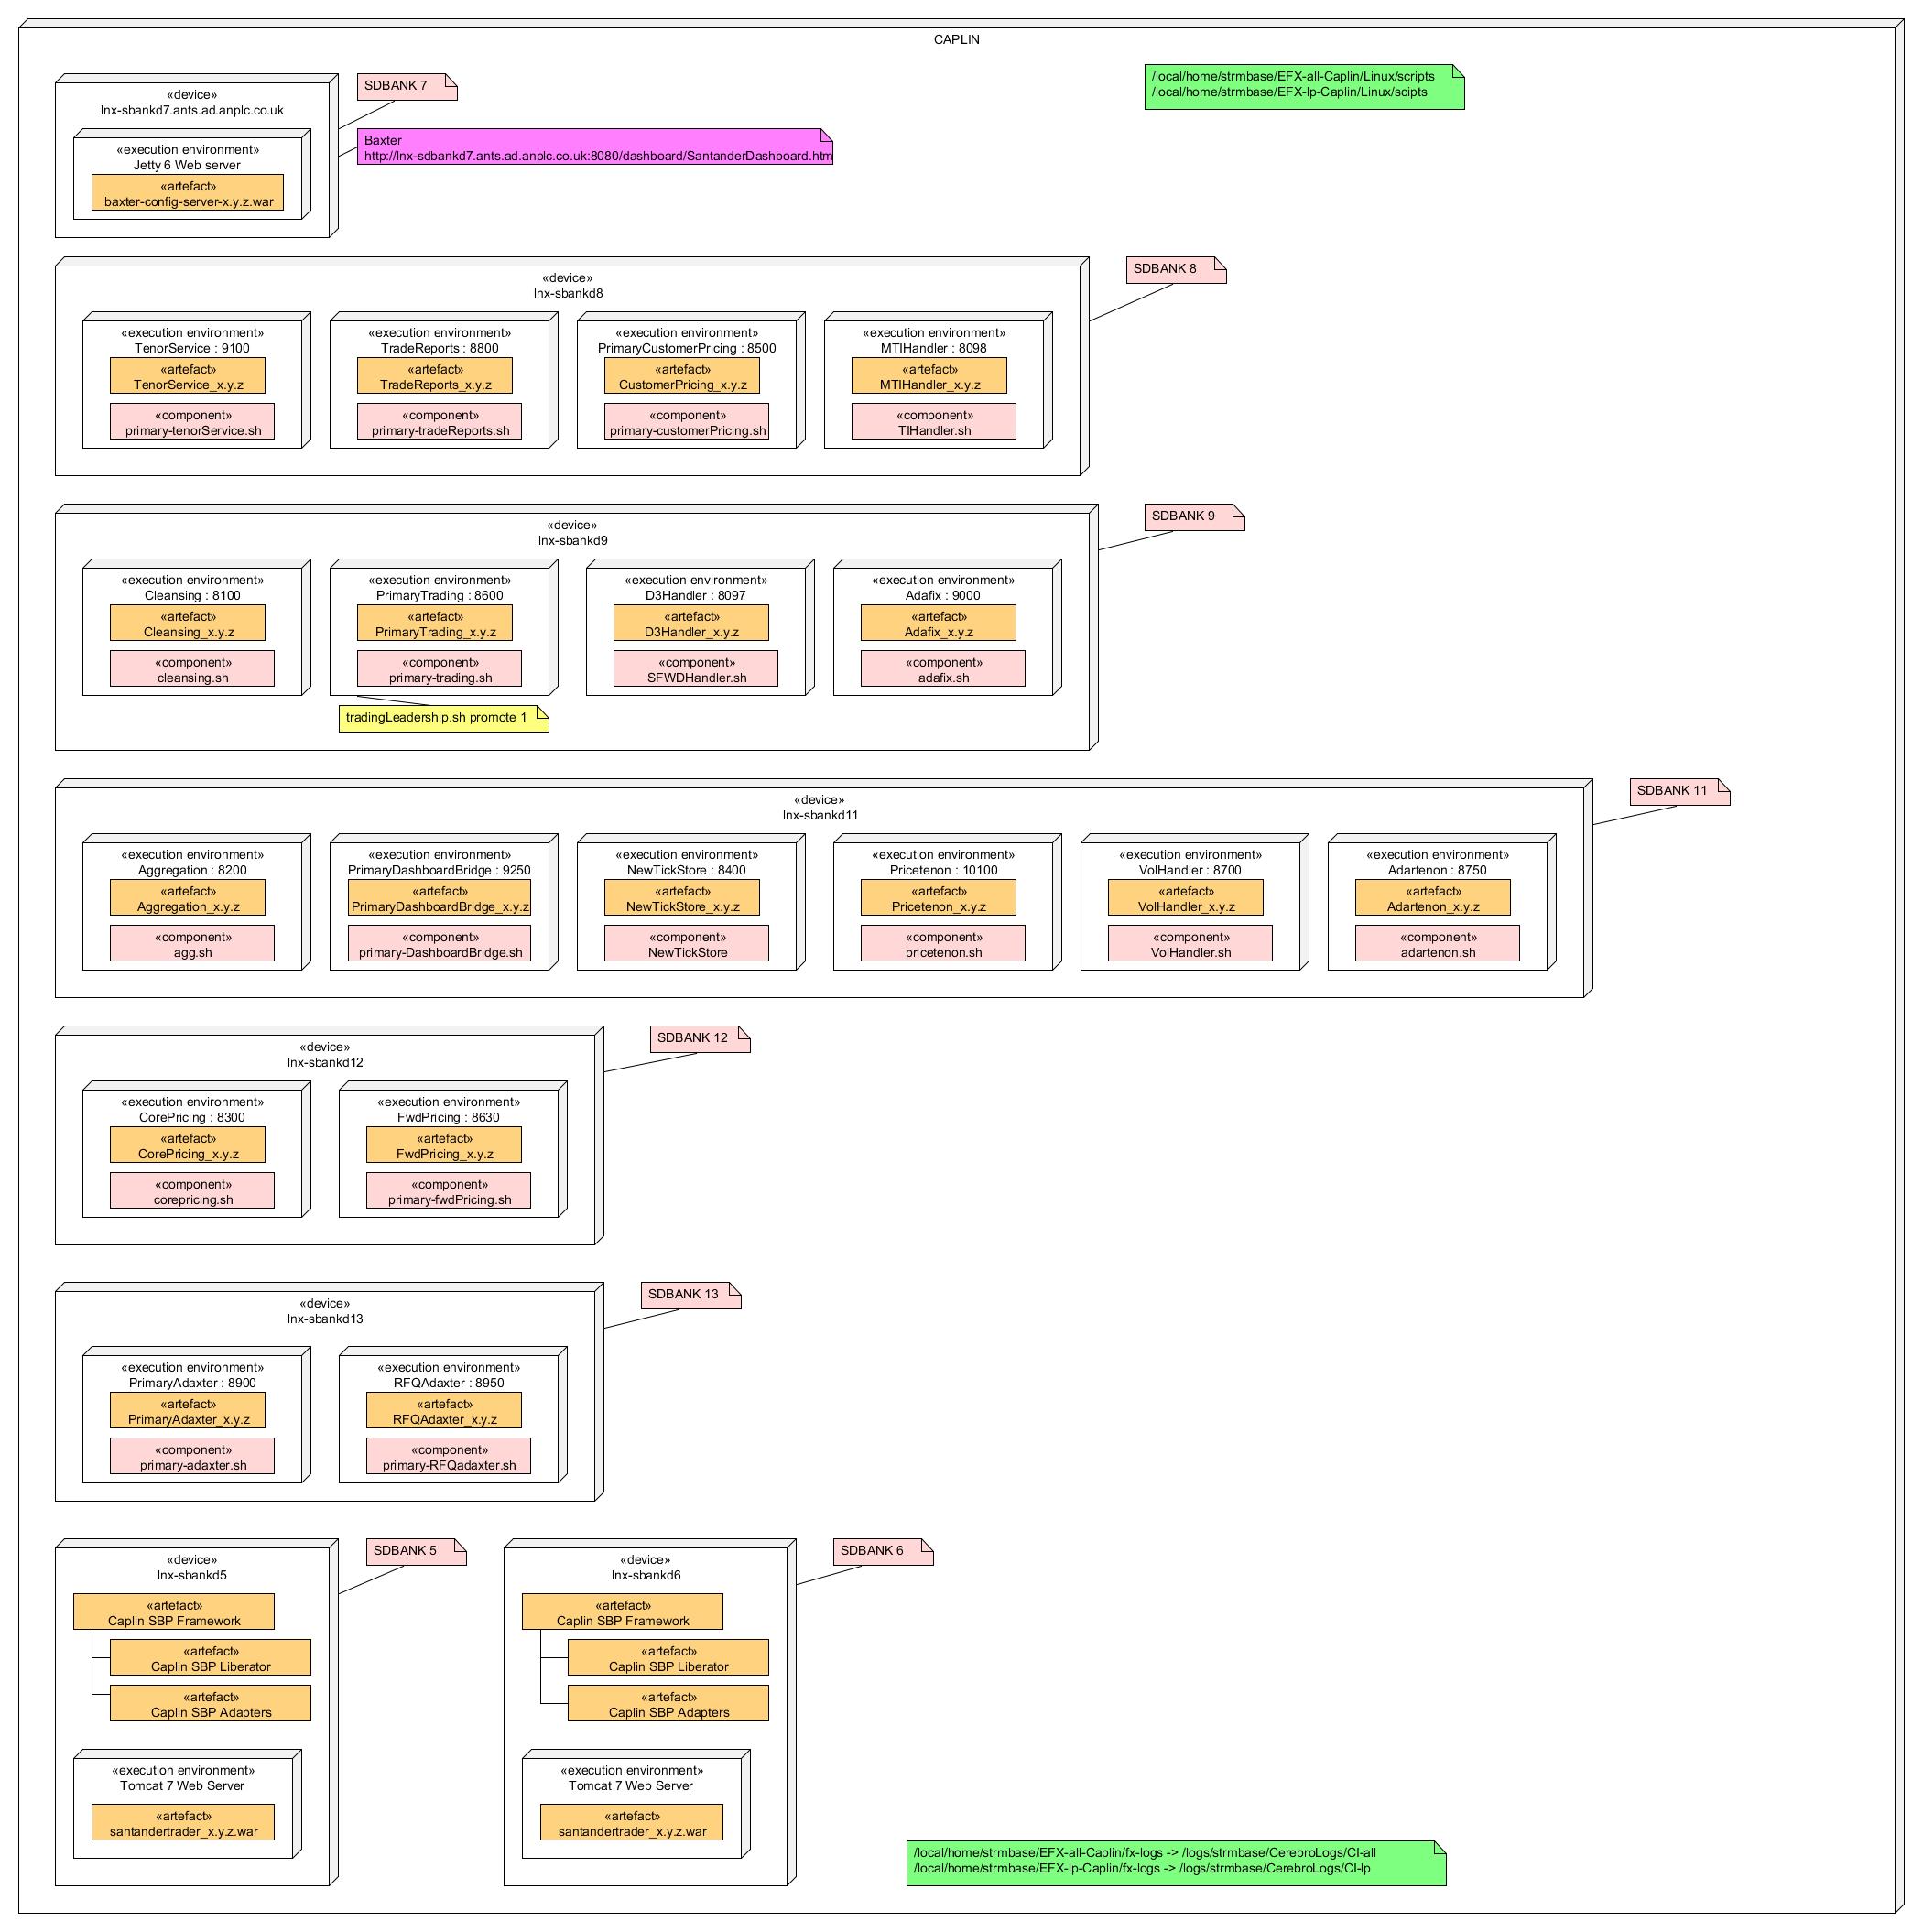 CAPLIN
«device»
lnx-sbankd7.ants.ad.anplc.co.uk
«execution environment»
Jetty 6 Web server
«artefact»
baxter-config-server-x.y.z.war
SDBANK 7
Baxter
http://lnx-sdbankd7.ants.ad.anplc.co.uk:8080/dashboard/SantanderDashboard.htm
/local/home/strmbase/EFX-all-Caplin/Linux/scripts
/local/home/strmbase/EFX-lp-Caplin/Linux/scipts
«device»
lnx-sbankd8
SDBANK 8
«execution environment»
TenorService : 9100
«artefact»
TenorService_x.y.z
«component»
primary-tenorService.sh
«execution environment»
TradeReports : 8800
«artefact»
TradeReports_x.y.z
«component»
primary-tradeReports.sh
«execution environment»
PrimaryCustomerPricing : 8500
«artefact»
CustomerPricing_x.y.z
«component»
primary-customerPricing.sh
«execution environment»
MTIHandler : 8098
«artefact»
MTIHandler_x.y.z
«component»
TIHandler.sh
«device»
lnx-sbankd9
SDBANK 9
«execution environment»
Cleansing : 8100
«artefact»
Cleansing_x.y.z
«component»
cleansing.sh
«execution environment»
PrimaryTrading : 8600
«artefact»
PrimaryTrading_x.y.z
«component»
primary-trading.sh
tradingLeadership.sh promote 1
«execution environment»
D3Handler : 8097
«artefact»
D3Handler_x.y.z
«component»
SFWDHandler.sh
«execution environment»
Adafix : 9000
«artefact»
Adafix_x.y.z
«component»
adafix.sh
«device»
lnx-sbankd11
SDBANK 11
«execution environment»
Aggregation : 8200
«artefact»
Aggregation_x.y.z
«component»
agg.sh
«execution environment»
PrimaryDashboardBridge : 9250
«artefact»
PrimaryDashboardBridge_x.y.z
«component»
primary-DashboardBridge.sh
«execution environment»
NewTickStore : 8400
«artefact»
NewTickStore_x.y.z
«component»
NewTickStore
«execution environment»
Pricetenon : 10100
«artefact»
Pricetenon_x.y.z
«component»
pricetenon.sh
«execution environment»
VolHandler : 8700
«artefact»
VolHandler_x.y.z
«component»
VolHandler.sh
«execution environment»
Adartenon : 8750
«artefact»
Adartenon_x.y.z
«component»
adartenon.sh
«device»
lnx-sbankd12
SDBANK 12
«execution environment»
CorePricing : 8300
«artefact»
CorePricing_x.y.z
«component»
corepricing.sh
«execution environment»
FwdPricing : 8630
«artefact»
FwdPricing_x.y.z
«component»
primary-fwdPricing.sh
«device»
lnx-sbankd13
SDBANK 13
«execution environment»
PrimaryAdaxter : 8900
«artefact»
PrimaryAdaxter_x.y.z
«component»
primary-adaxter.sh
«execution environment»
RFQAdaxter : 8950
«artefact»
RFQAdaxter_x.y.z
«component»
primary-RFQadaxter.sh
«device»
lnx-sbankd5
SDBANK 5
«artefact»
Caplin SBP Framework
«artefact»
Caplin SBP Liberator
«artefact»
Caplin SBP Adapters
«execution environment»
Tomcat 7 Web Server
«artefact»
santandertrader_x.y.z.war
«device»
lnx-sbankd6
SDBANK 6
«artefact»
Caplin SBP Framework
«artefact»
Caplin SBP Liberator
«artefact»
Caplin SBP Adapters
«execution environment»
Tomcat 7 Web Server
«artefact»
santandertrader_x.y.z.war
/local/home/strmbase/EFX-all-Caplin/fx-logs -> /logs/strmbase/CerebroLogs/CI-all
/local/home/strmbase/EFX-lp-Caplin/fx-logs -> /logs/strmbase/CerebroLogs/CI-lp